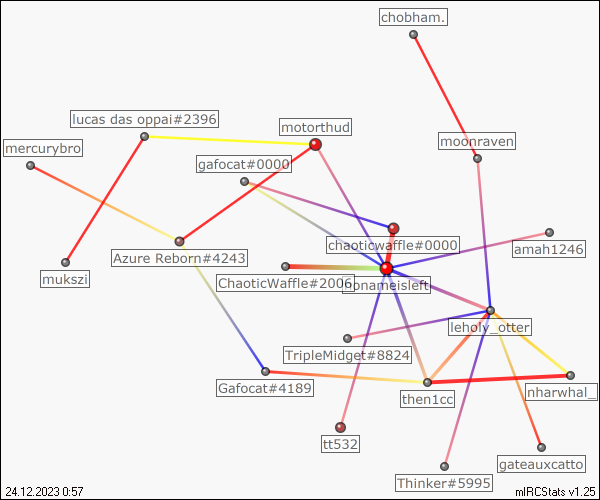 chobham.
lucas das oppai#2396
motorthud
mercurybro
moonraven
gafocat#0000
chaoticwaffle#0000
amah1246
Azure Reborn#4243
mukszi
ChaoticWaffle#2006
nonameisleft
leholy_otter
TripleMidget#8824
Gafocat#4189
then1cc
nharwhal_
tt532
gateauxcatto
Thinker#5995
24.12.2023 0:57
mIRCStats v1.25